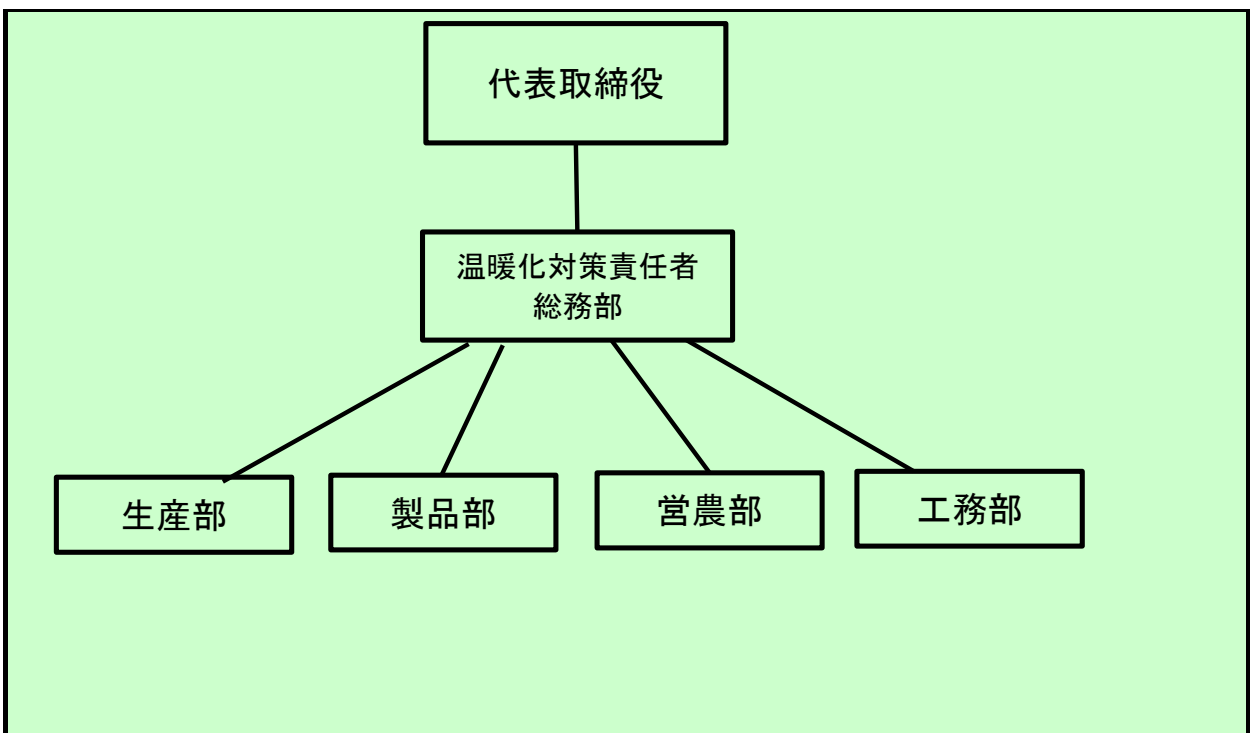 代表取締役
温暖化対策責任者
総務部
生産部
製品部
営農部
工務部